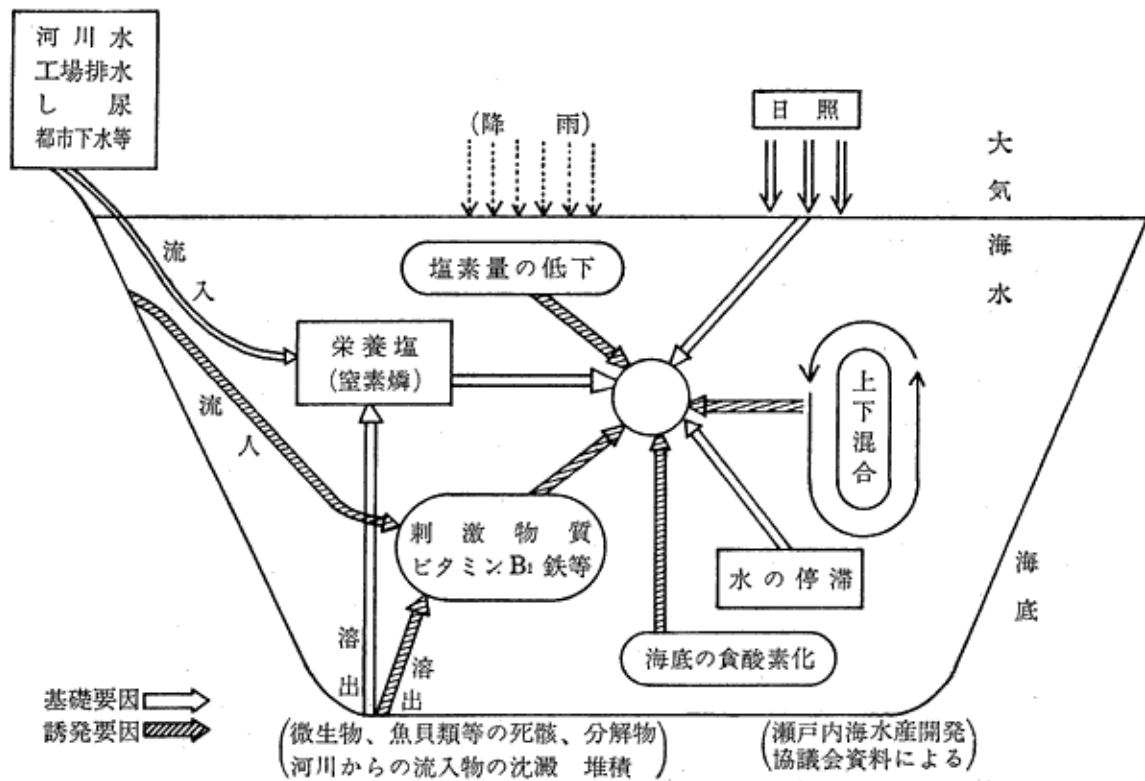 河川水
工場排水
し尿
都市下水等
(降雨)
日照
大気
海水
流入
塩素量の低下
栄養塩
(窒素燐)
上下混合
流人
刺激物質
ビタミンB₁鉄等
水の停滞
海底
溶出
溶出
海底の食酸素化
基礎要因
誘発要因
(微生物、魚貝類等の死骸、分解物
河川からの流入物の沈澱 堆積)
(瀬戸内海水産開発
協議会資料による)